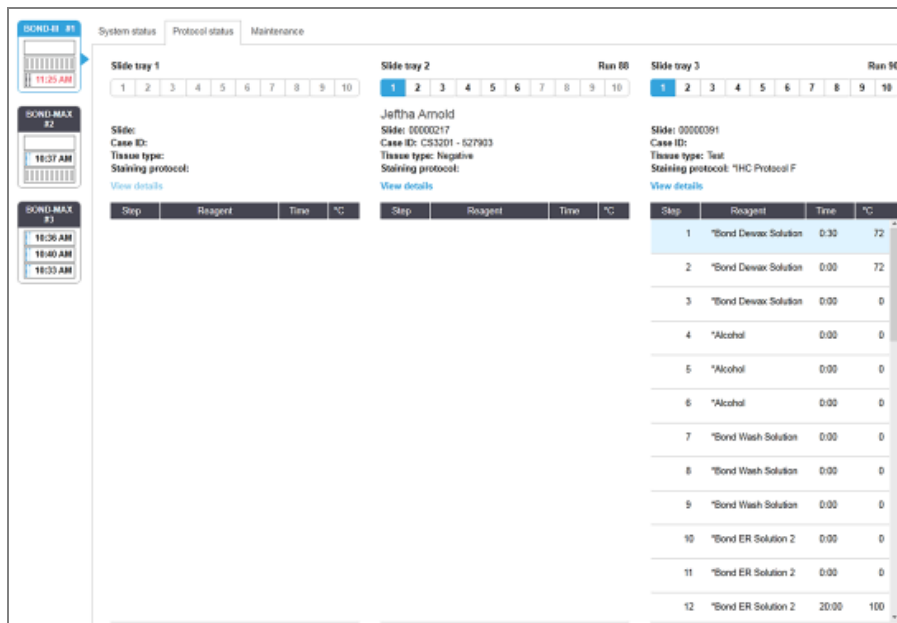 BOND-III #1
11:25 AM
BOND-MAX
#2
10:37 AM
BOND-MAX
#3
10:36 AM
10:40 AM
10:33 AM
System status Protocol status Maintenance
Slide tray 1
1 2 3 4 5 6 7 8 9 10
Slide:
Case ID:
Tissue type:
Staining protocol:
View details
Step Reagent Time °C
Slide tray 2 Run 88
1 2 3 4 5 6 7 8 9 10
Jeftha Arnold
Slide: 00000217
Case ID: CS3201 - 527903
Tissue type: Negative
Staining protocol:
View details
Step Reagent Time °C
Slide tray 3 Run 90
1 2 3 4 5 6 7 8 9 10
Slide: 00000391
Case ID:
Tissue type: Test
Staining protocol: *IHC Protocol F
View details
Step Reagent Time °C
1 *Bond Dewax Solution 0:30 72
2 *Bond Dewax Solution 0:00 72
3 *Bond Dewax Solution 0:00 0
4 *Alcohol 0:00 0
5 *Alcohol 0:00 0
6 *Alcohol 0:00 0
7 *Bond Wash Solution 0:00 0
8 *Bond Wash Solution 0:00 0
9 *Bond Wash Solution 0:00 0
10 *Bond ER Solution 2 0:00 0
11 *Bond ER Solution 2 0:00 0
12 *Bond ER Solution 2 20:00 100